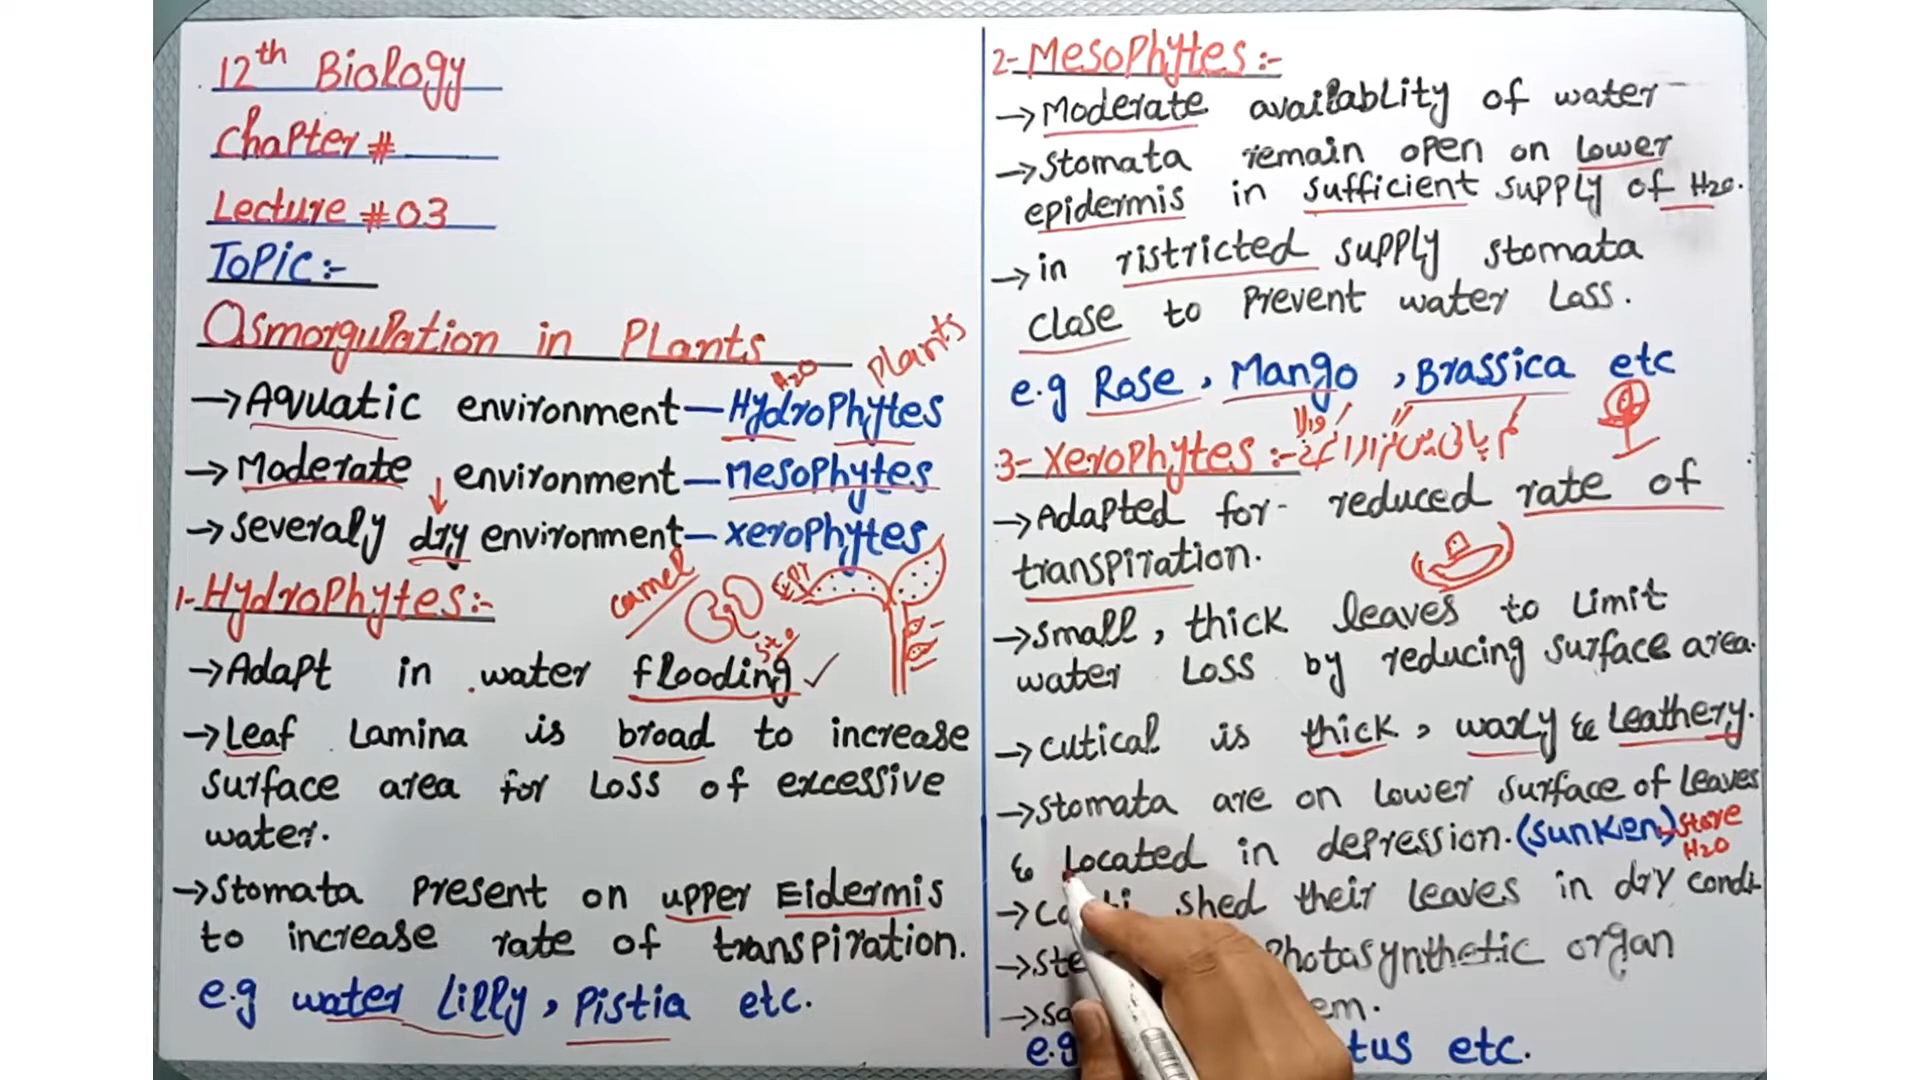 12th Biology
Chapter #
Lecture #03
Topic:-
Osmorgulation in Plants
H2O Plants
→Aquatic environment—Hydrophytes
→Moderate environment—Mesophytes
→severaly dry environment—xerophytes
camel
EPI
1-Hydrophytes:-
→Adapt in water flooding ✓
→Leaf Lamina is broad to increase
surface area for Loss of excessive
water.
→Stomata Present on upper Eidermis
to increase rate of transpiration.
e.g water Lilly, Pistia etc.
2-Mesophytes:-
→Moderate availablity of water
→Stomata remain open on Lower
epidermis in sufficient supply of H2O.
→in ristricted supply stomata
close to Prevent water Loss.
e.g Rose, Mango, Brassica etc
3-Xerophytes:-
→Adapted for reduced rate of
transpiration.
→small, thick leaves to Limit
water Loss by reducing surface area.
→cutical is thick, waxly & Leathery.
→Stomata are on Lower surface of leaves
& Located in depression. (Sunken) store
H2O
→ shed their leaves in dry condi-
→ste Photosynthetic organ
→
e.g tus etc.